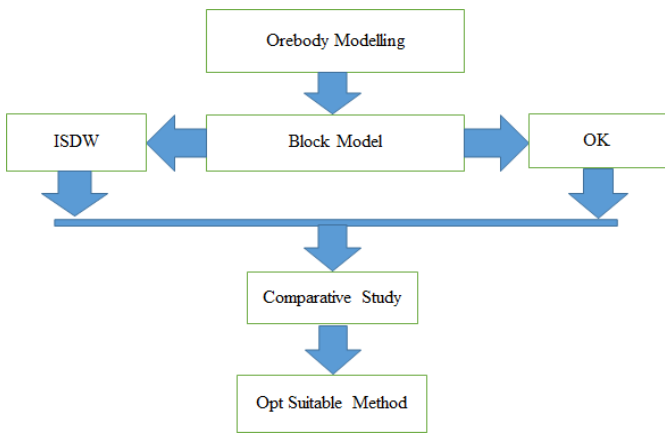 Orebody Modelling
ISDW
Block Model
OK
Comparative Study
Opt Suitable Method